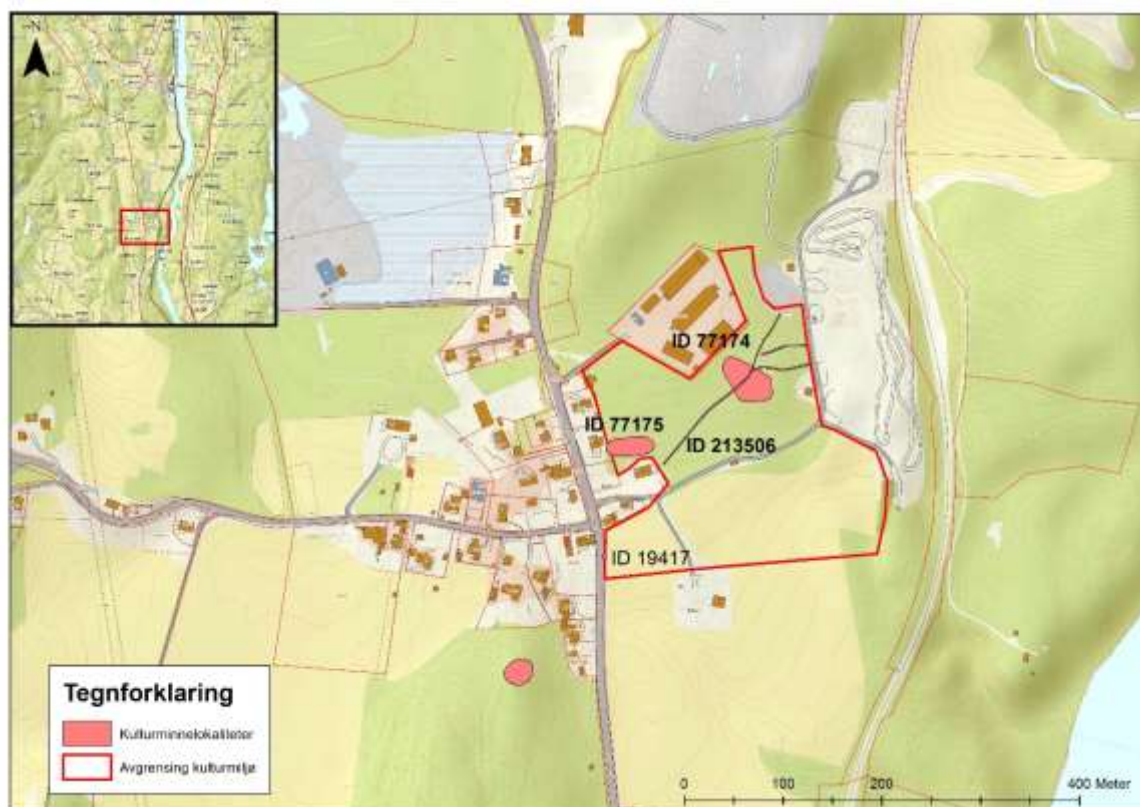 N
ID 77174
ID 77175
ID 213506
ID 19417
Tegnforklaring
Kulturminnelokaliteter
Avgrensing kulturmiljø
0 100 200 400 Meter